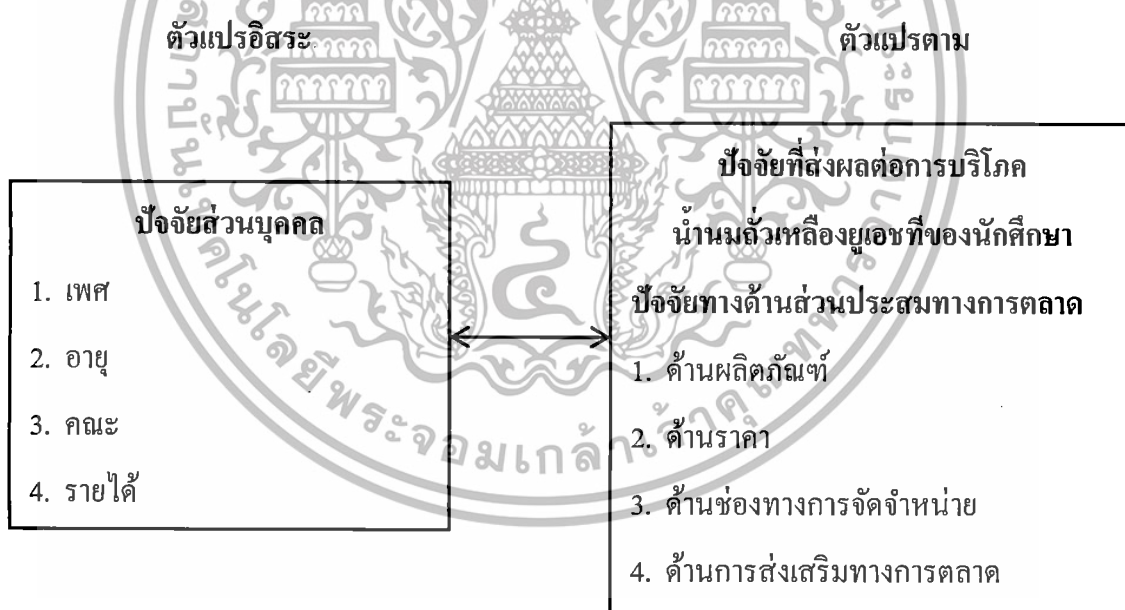 ตัวแปรอิสระ
ตัวแปรตาม
ปัจจัยส่วนบุคคล
1. เพศ
2. อายุ
3. คณะ
4. รายได้
ปัจจัยที่ส่งผลต่อการบริโภค
น้ำนมถั่วเหลืองยูเอชทีของนักศึกษา
ปัจจัยทางด้านส่วนประสมทางการตลาด
1. ด้านผลิตภัณฑ์
2. ด้านราคา
3. ด้านช่องทางการจัดจำหน่าย
4. ด้านการส่งเสริมทางการตลาด